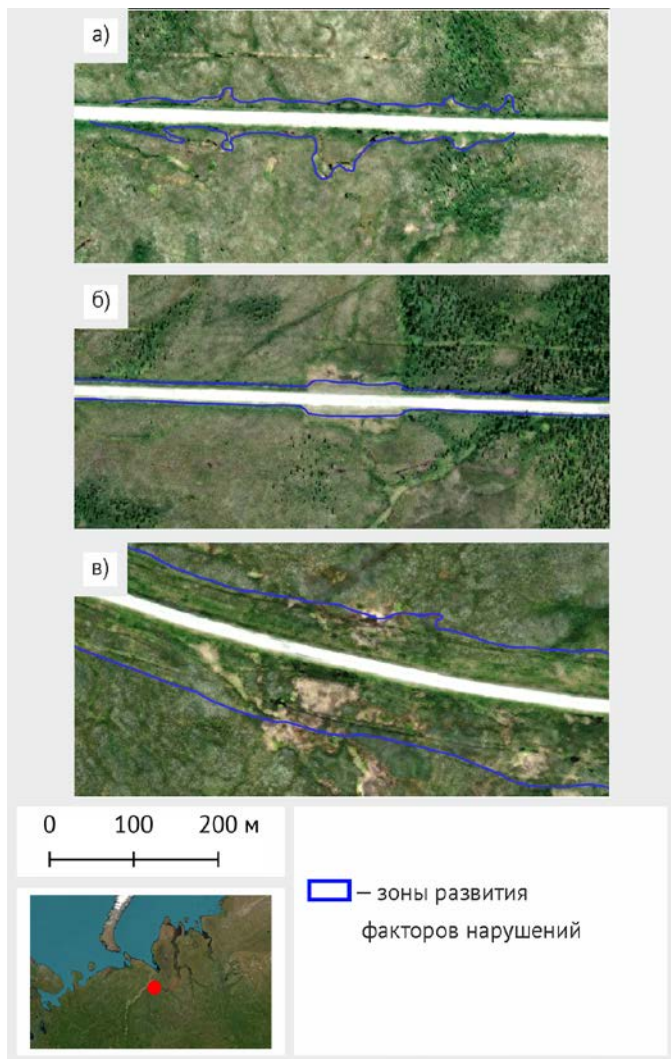 а)
б)
в)
0 100 200 м
– зоны развития
факторов нарушений